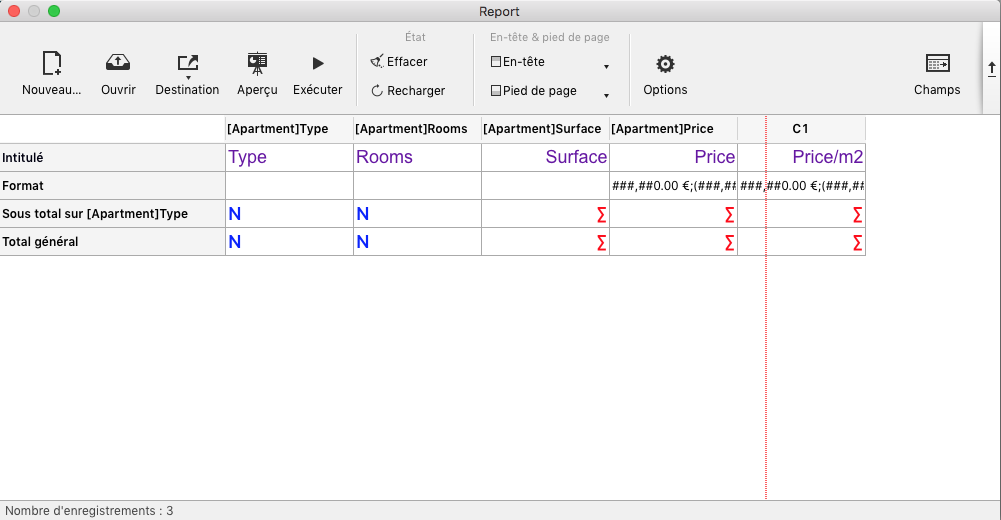 Report
État
En-tête & pied de page
Effacer
En-tête
Nouveau...
Ouvrir
Destination
Aperçu
Exécuter
Recharger
Pied de page
Options
Champs
[Apartment]Type [Apartment]Rooms [Apartment]Surface [Apartment]Price C1
Intitulé Type Rooms Surface Price Price/m2
Format ###,##0.00 €;(###,## ###,##0.00 €;(###,##
Sous total sur [Apartment]Type N N Σ Σ Σ
Total général N N Σ Σ Σ
Nombre d'enregistrements : 3